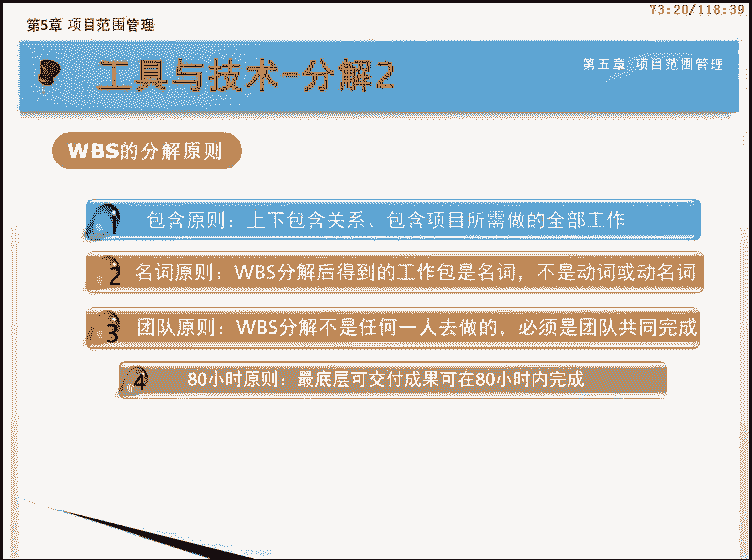 73:20/118:39
第5章 项目范围管理
工具与技术-分解2
第五章 项目范围管理
WBS的分解原则
1 包含原则：上下包含关系、包含项目所需做的全部工作
2 名词原则：WBS分解后得到的工作包是名词，不是动词或动名词
3 团队原则：WBS分解不是任何一人去做的，必须是团队共同完成
4 80小时原则：最底层可交付成果可在80小时内完成